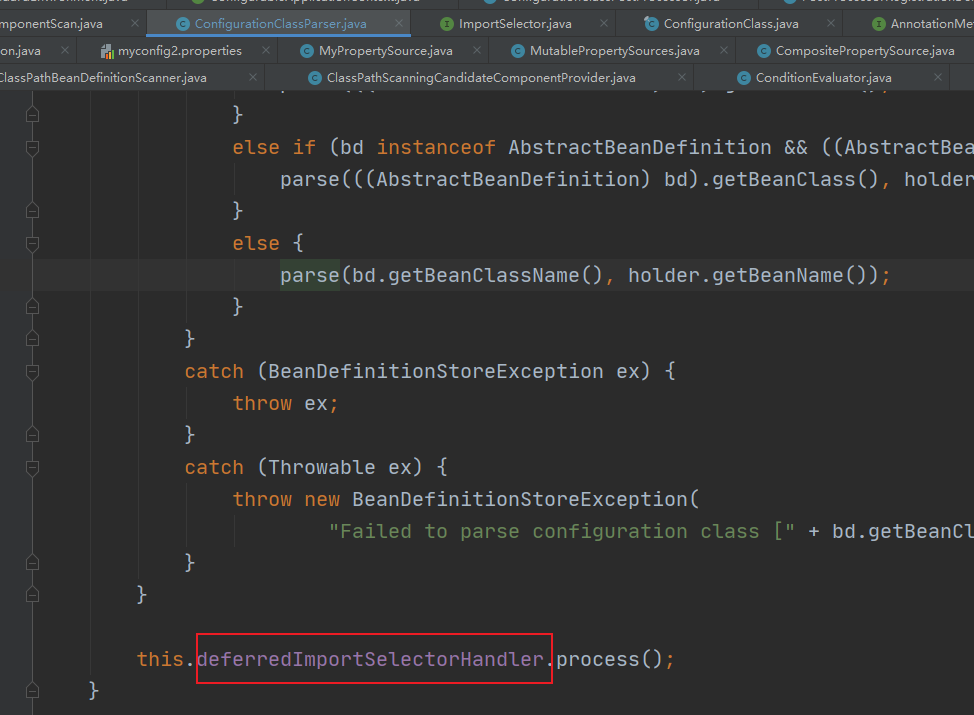 mponentScan.java ConfigurationClassParser.java ImportSelector.java ConfigurationClass.java AnnotationMe
on.java myconfig2.properties MyPropertySource.java MutablePropertySources.java CompositePropertySource.java
ClassPathBeanDefinitionScanner.java ClassPathScanningCandidateComponentProvider.java ConditionEvaluator.java
}
else if (bd instanceof AbstractBeanDefinition && ((AbstractBea
parse(((AbstractBeanDefinition) bd).getBeanClass(), holder
}
else {
parse(bd.getBeanClassName(), holder.getBeanName());
}
}
catch (BeanDefinitionStoreException ex) {
throw ex;
}
catch (Throwable ex) {
throw new BeanDefinitionStoreException(
"Failed to parse configuration class [" + bd.getBeanCl
}
}
this.deferredImportSelectorHandler.process();
}